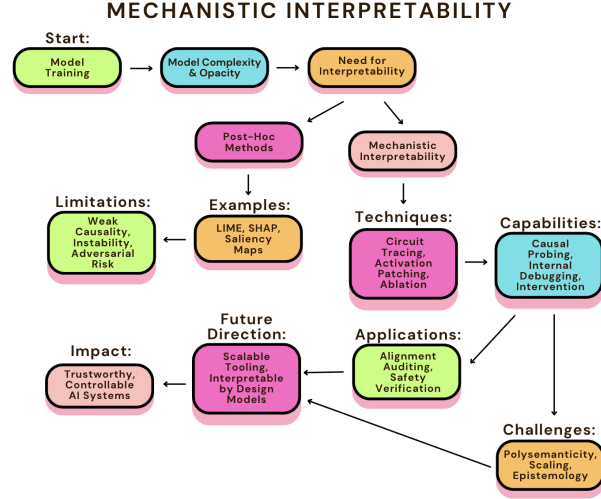 MECHANISTIC INTERPRETABILITY
Start:
Model
Training
Model Complexity
& Opacity
Need for
Interpretability
Post-Hoc
Methods
Mechanistic
Interpretability
Limitations:
Weak
Causality,
Instability,
Adversarial
Risk
Examples:
LIME, SHAP,
Saliency
Maps
Techniques:
Circuit
Tracing,
Activation
Patching,
Ablation
Capabilities:
Causal
Probing,
Internal
Debugging,
Intervention
Impact:
Trustworthy,
Controllable
AI Systems
Future
Direction:
Scalable
Tooling,
Interpretable
by Design
Models
Applications:
Alignment
Auditing,
Safety
Verification
Challenges:
Polysemanticity,
Scaling,
Epistemology